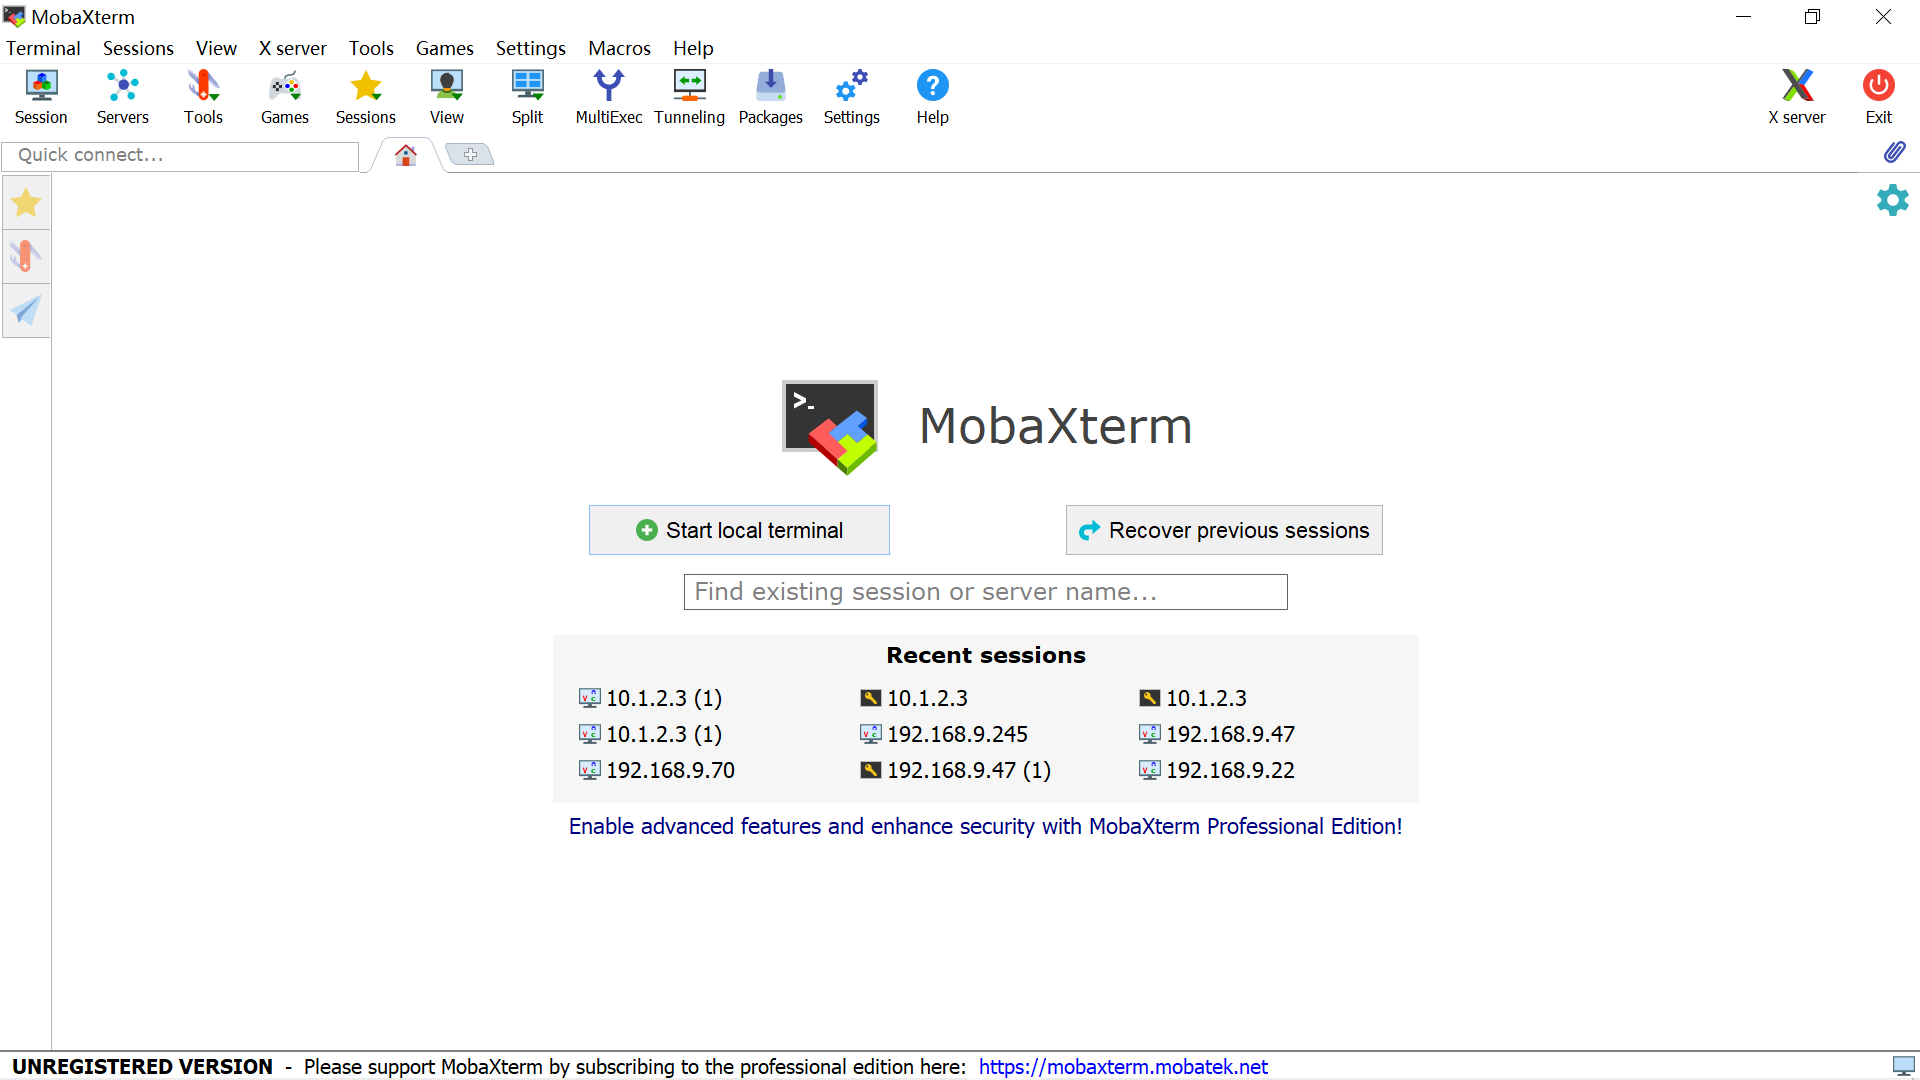 MobaXterm
Terminal Sessions View X server Tools Games Settings Macros Help
Session Servers Tools Games Sessions View Split MultiExec Tunneling Packages Settings Help X server Exit
Quick connect...
>_
MobaXterm
Start local terminal Recover previous sessions
Find existing session or server name...
Recent sessions
10.1.2.3 (1) 10.1.2.3 10.1.2.3
10.1.2.3 (1) 192.168.9.245 192.168.9.47
192.168.9.70 192.168.9.47 (1) 192.168.9.22
Enable advanced features and enhance security with MobaXterm Professional Edition!
UNREGISTERED VERSION - Please support MobaXterm by subscribing to the professional edition here: https://mobaxterm.mobatek.net